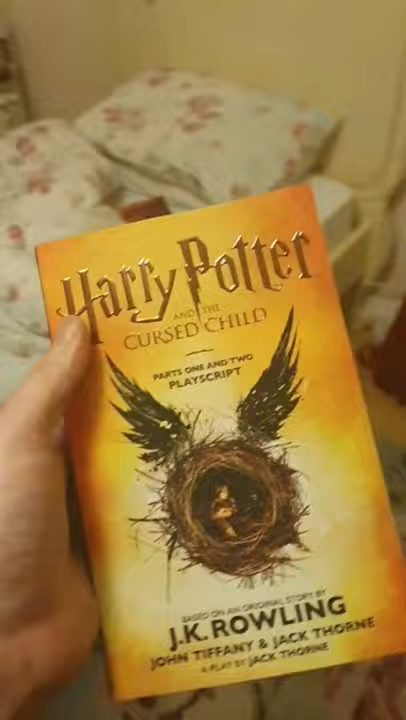 Harry Potter
AND THE
CURSED CHILD
PARTS ONE AND TWO
PLAYSCRIPT
BASED ON AN ORIGINAL STORY BY
J.K. ROWLING
JOHN TIFFANY & JACK THORNE
A PLAY BY JACK THORNE